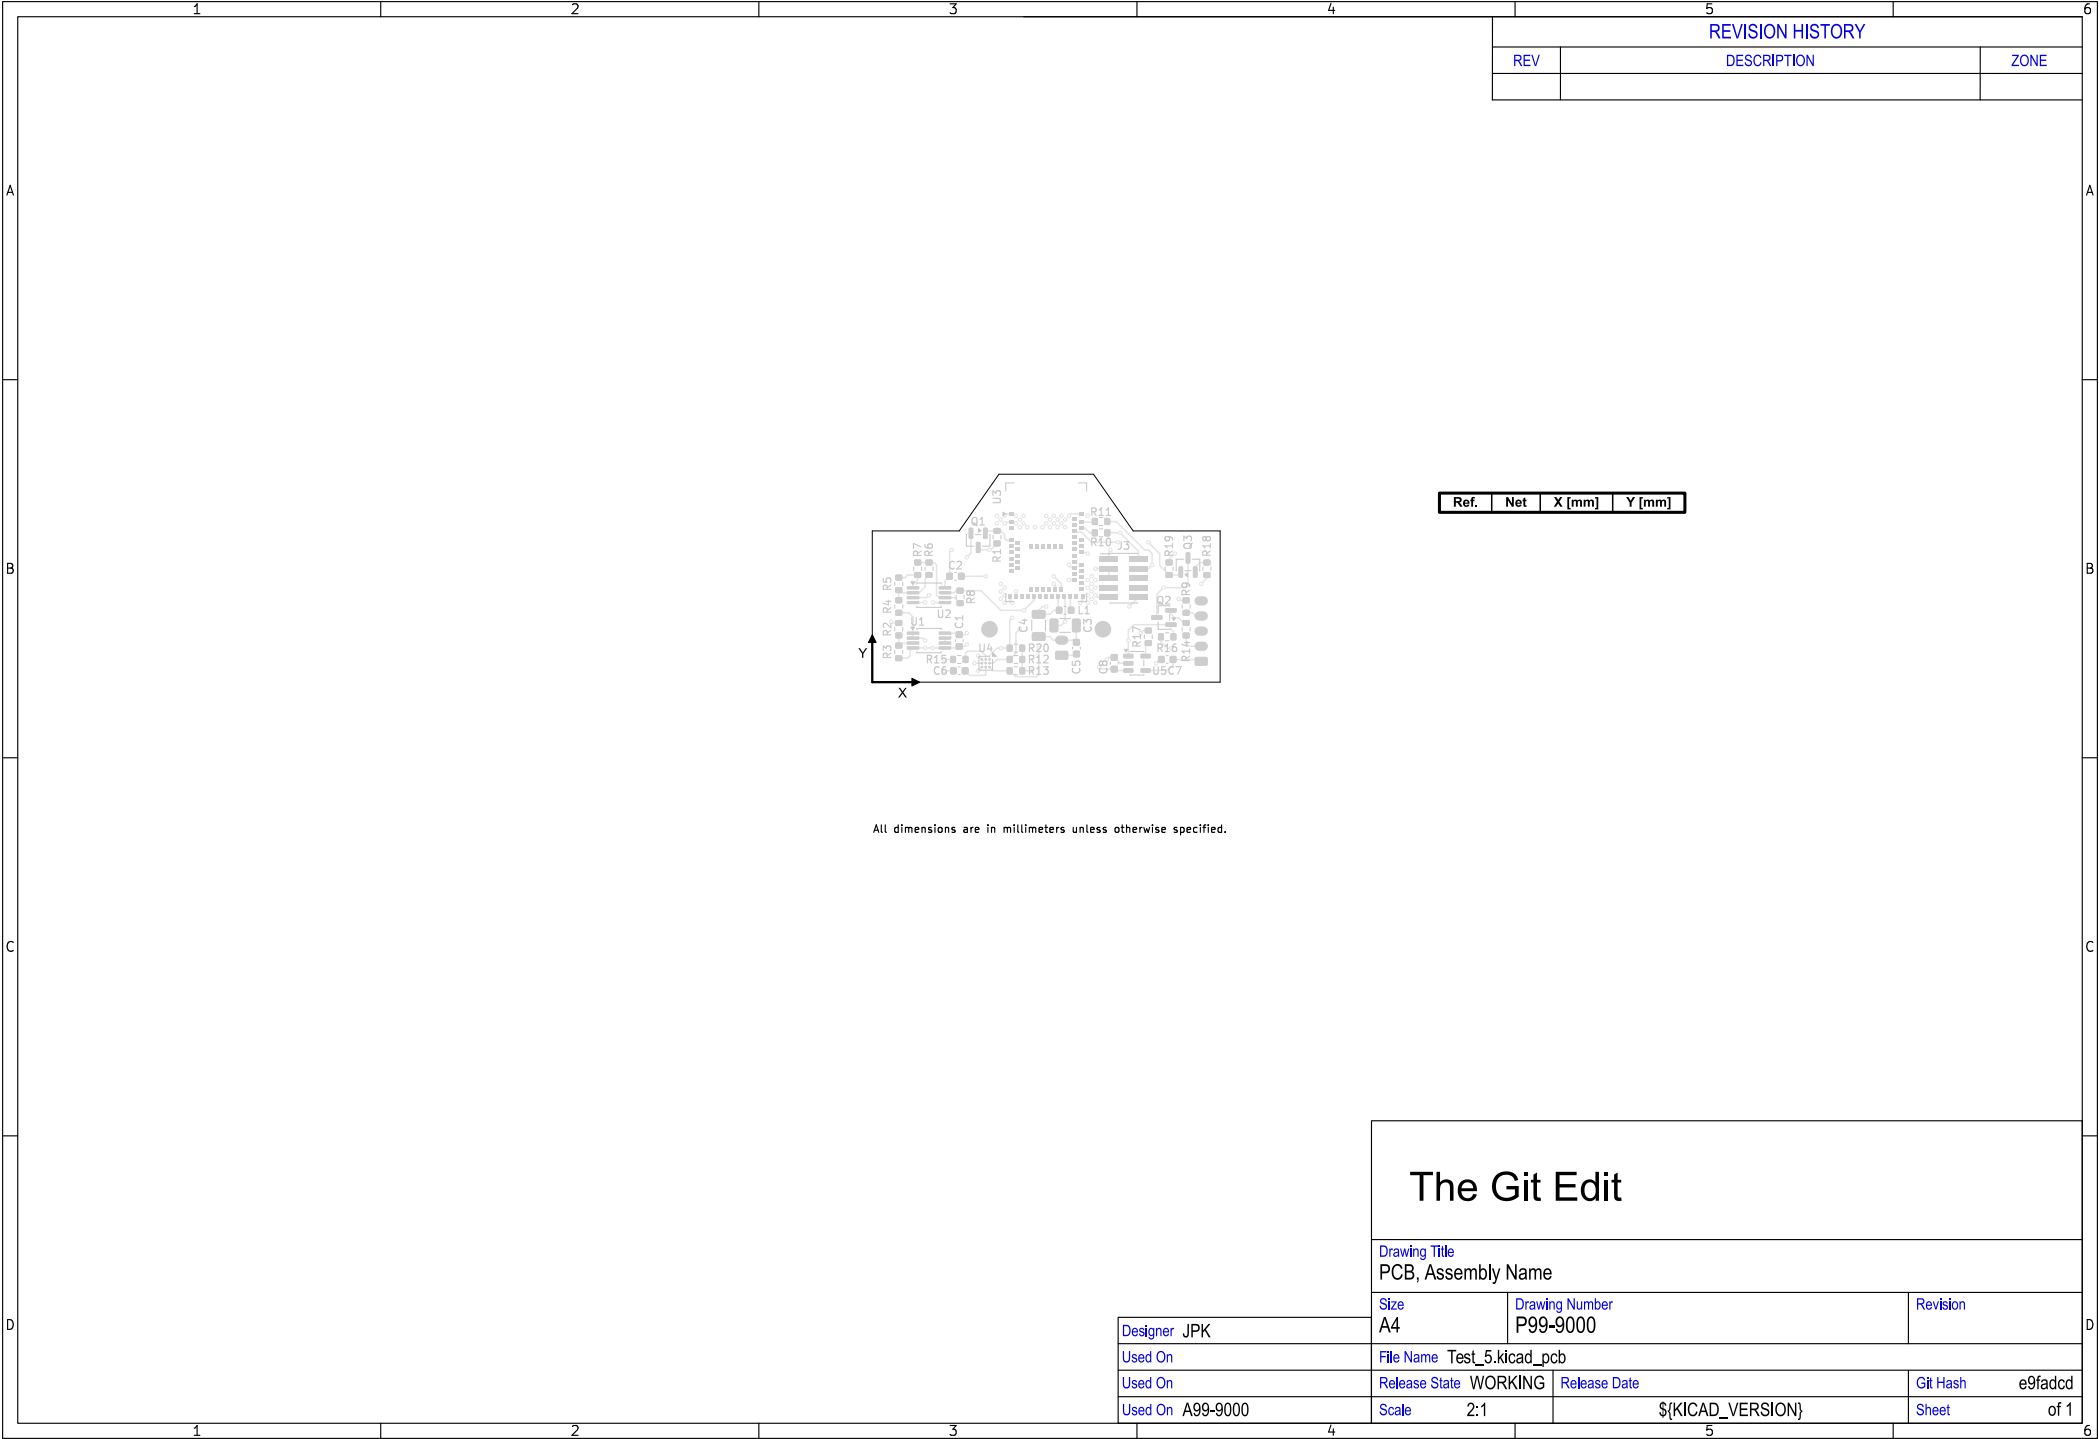 1 2 3 4 5 6
REVISION HISTORY
REV DESCRIPTION ZONE
A A
U3
R11
Q1
R1
R10
J3
R19 Q3 R18
R7 R6
B B
C2
R5
R8
R9
R4
U2
Q2
L1
U1
C1
C4
C3
R2
R17
R14
R3
U4
R20
R16
R15
R12
C5
C8
C6
R13
U5 C7
Y
X
Ref. Net X [mm] Y [mm]
All dimensions are in millimeters unless otherwise specified.
C C
The Git Edit
Drawing Title
PCB, Assembly Name
Size Drawing Number Revision
A4 P99-9000
D D
Designer JPK
Used On File Name Test_5.kicad_pcb
Used On Release State WORKING Release Date Git Hash e9fadcd
Used On A99-9000 Scale 2:1 ${KICAD_VERSION} Sheet of 1
1 2 3 4 5 6